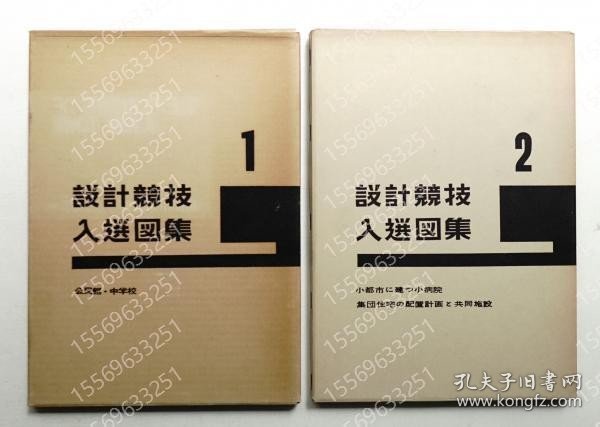 1
設計競技
入選図集
公民館・中学校
2
設計競技
入選図集
小都市に建つ小病院
集団住宅の配置計画と共同施設
15569633251
孔夫子旧书网
www.kongfz.com